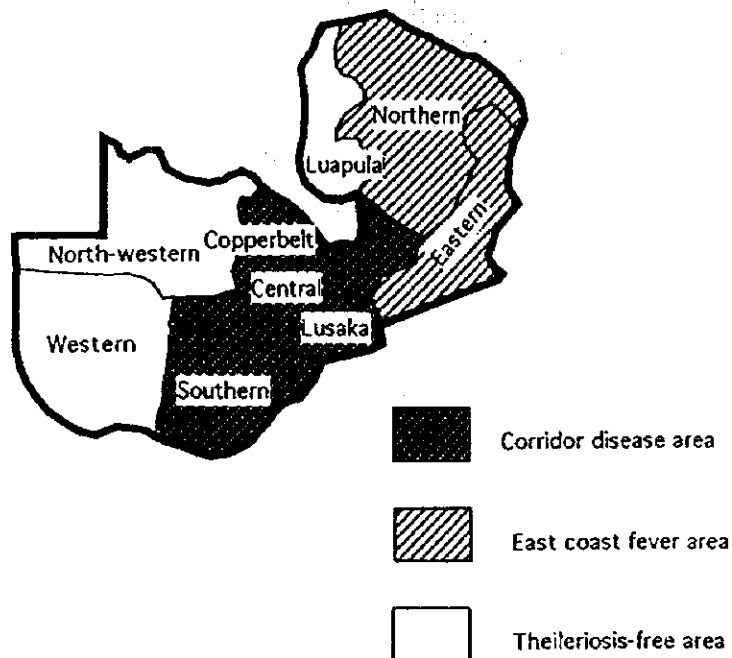 Northern
Luapula
Eastern
Copperbelt
North-western
Central
Lusaka
Western
Southern
Corridor disease area
East coast fever area
Theileriosis-free area